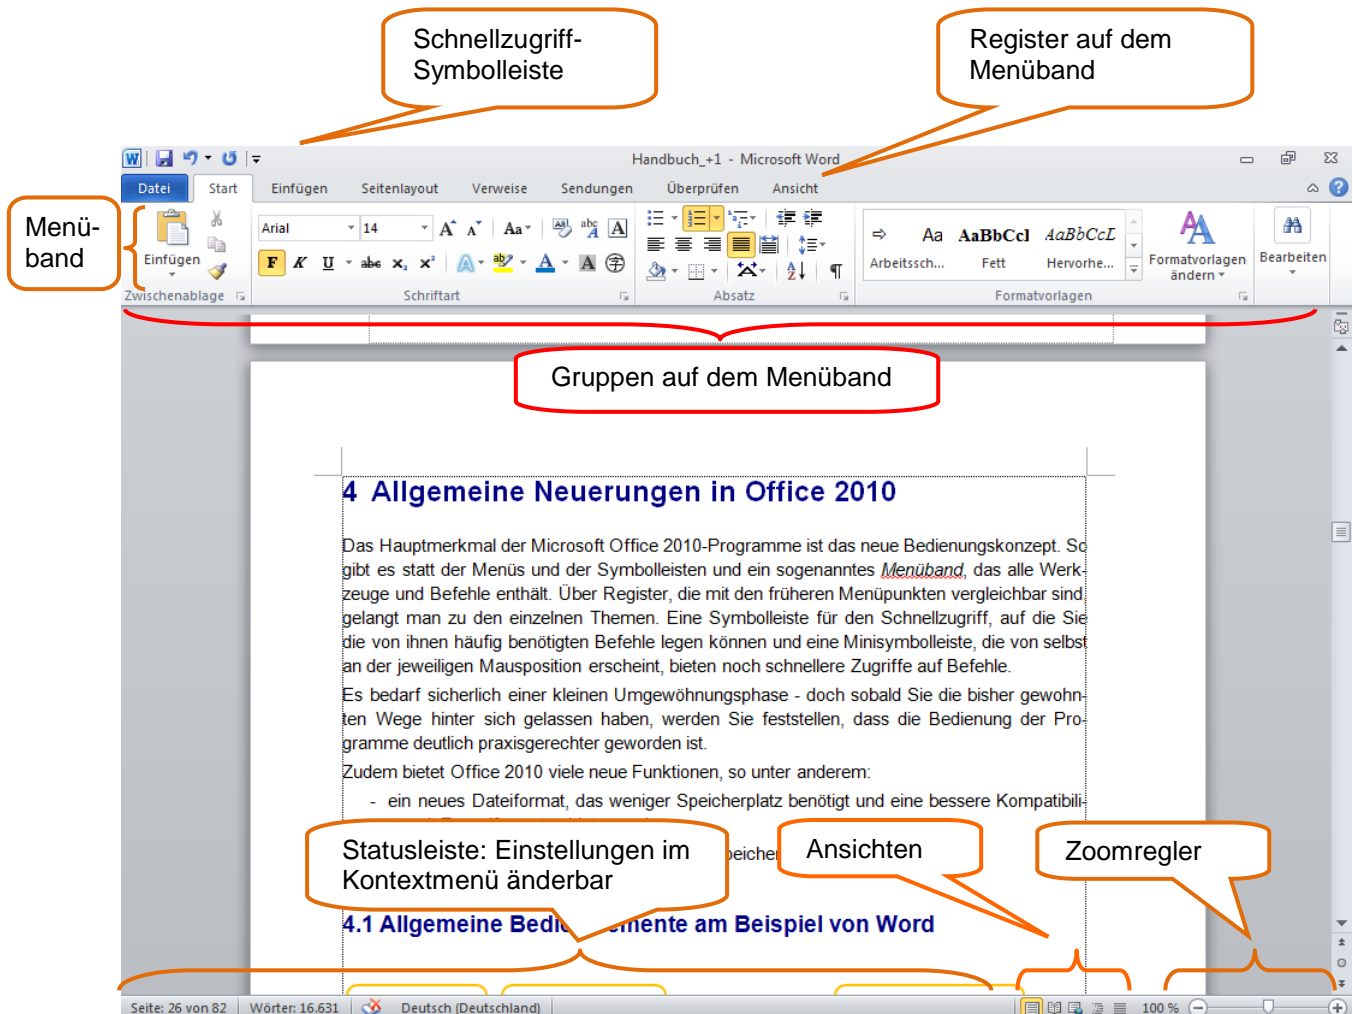 Schnellzugriff-
Symbolleiste
Register auf dem
Menüband
Handbuch_+1 - Microsoft Word
Datei Start Einfügen Seitenlayout Verweise Sendungen Überprüfen Ansicht
Menü-
band
Einfügen
Zwischenablage
Arial 14
Schriftart
Absatz
Aa AaBbCcI AaBbCcL
Arbeitssch... Fett Hervorhe...
Formatvorlagen
ändern
Formatvorlagen
Bearbeiten
Gruppen auf dem Menüband
4 Allgemeine Neuerungen in Office 2010
Das Hauptmerkmal der Microsoft Office 2010-Programme ist das neue Bedienungskonzept. So
gibt es statt der Menüs und der Symbolleisten und ein sogenanntes Menüband, das alle Werk-
zeuge und Befehle enthält. Über Register, die mit den früheren Menüpunkten vergleichbar sind,
gelangt man zu den einzelnen Themen. Eine Symbolleiste für den Schnellzugriff, auf die Sie
die von ihnen häufig benötigten Befehle legen können und eine Minisymbolleiste, die von selbst
an der jeweiligen Mausposition erscheint, bieten noch schnellere Zugriffe auf Befehle.
Es bedarf sicherlich einer kleinen Umgewöhnungsphase - doch sobald Sie die bisher gewohn-
ten Wege hinter sich gelassen haben, werden Sie feststellen, dass die Bedienung der Pro-
gramme deutlich praxisgerechter geworden ist.
Zudem bietet Office 2010 viele neue Funktionen, so unter anderem:
- ein neues Dateiformat, das weniger Speicherplatz benötigt und eine bessere Kompatibili-
Statusleiste: Einstellungen im
Kontextmenü änderbar
Ansichten
Zoomregler
4.1 Allgemeine Bedienelemente am Beispiel von Word
Seite: 26 von 82 Wörter: 16.631 Deutsch (Deutschland) 100 %